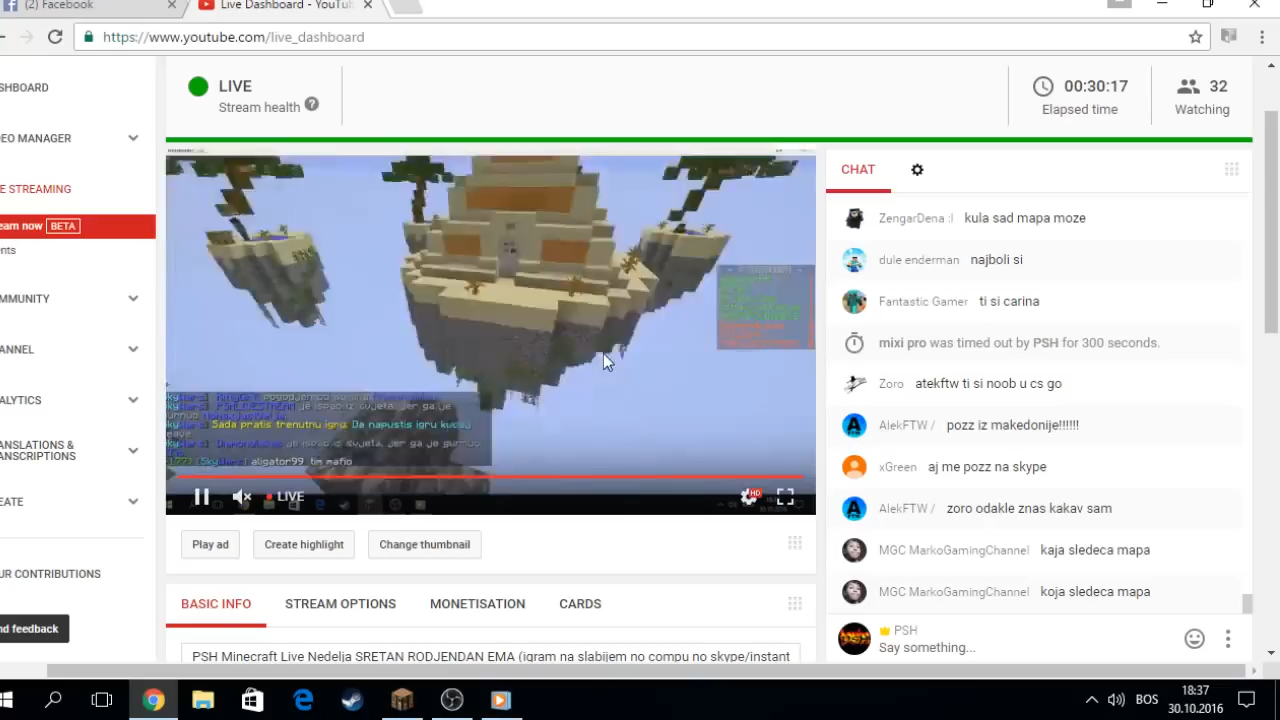 (2) Facebook
Live Dashboard - YouTu
https://www.youtube.com/live_dashboard
SHBOARD
LIVE
Stream health
00:30:17
Elapsed time
32
Watching
EO MANAGER
E STREAMING
eam now BETA
nts
MMUNITY
ANNEL
ALYTICS
ANSLATIONS &
ANSCRIPTIONS
EATE
UR CONTRIBUTIONS
nd feedback
Sada pratis trenutnu igru. Da napustis igru kucaj
aligator99 tim mafio
LIVE
HD
Play ad
Create highlight
Change thumbnail
BASIC INFO
STREAM OPTIONS
MONETISATION
CARDS
PSH Minecraft Live Nedelja SRETAN RODJENDAN EMA (igram na slabijem no compu no skype/instant
CHAT
ZengarDena :l kula sad mapa moze
dule enderman najboli si
Fantastic Gamer ti si carina
mixi pro was timed out by PSH for 300 seconds.
Zoro atekftw ti si noob u cs go
AlekFTW / pozz iz makedonije!!!!!!
xGreen aj me pozz na skype
AlekFTW / zoro odakle znas kakav sam
MGC MarkoGamingChannel kaja sledeca mapa
MGC MarkoGamingChannel koja sledeca mapa
PSH
Say something...
BOS
18:37
30.10.2016